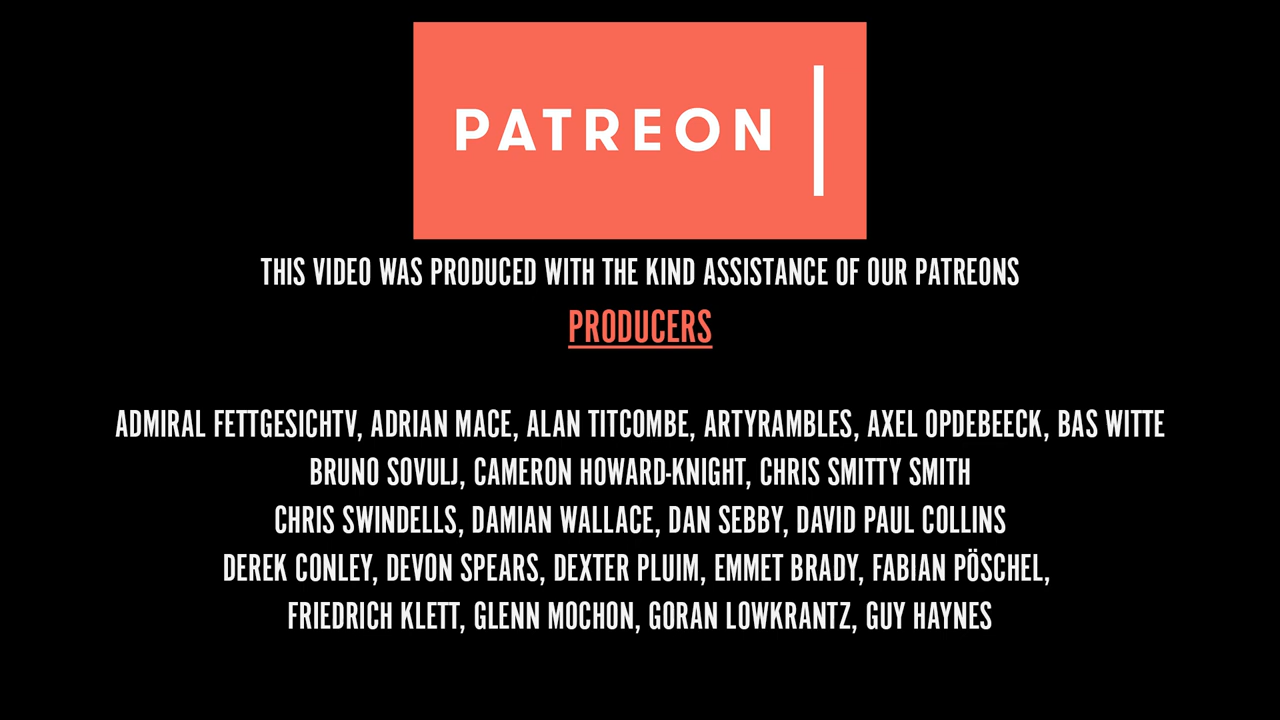 PATREON
THIS VIDEO WAS PRODUCED WITH THE KIND ASSISTANCE OF OUR PATREONS
PRODUCERS
ADMIRAL FETTGESICHTV, ADRIAN MACE, ALAN TITCOMBE, ARTYRAMBLES, AXEL OPDEBEECK, BAS WITTE
BRUNO SOVULJ, CAMERON HOWARD-KNIGHT, CHRIS SMITTY SMITH
CHRIS SWINDELLS, DAMIAN WALLACE, DAN SEBBY, DAVID PAUL COLLINS
DEREK CONLEY, DEVON SPEARS, DEXTER PLUIM, EMMET BRADY, FABIAN PÖSCHEL,
FRIEDRICH KLETT, GLENN MOCHON, GORAN LOWKRANTZ, GUY HAYNES